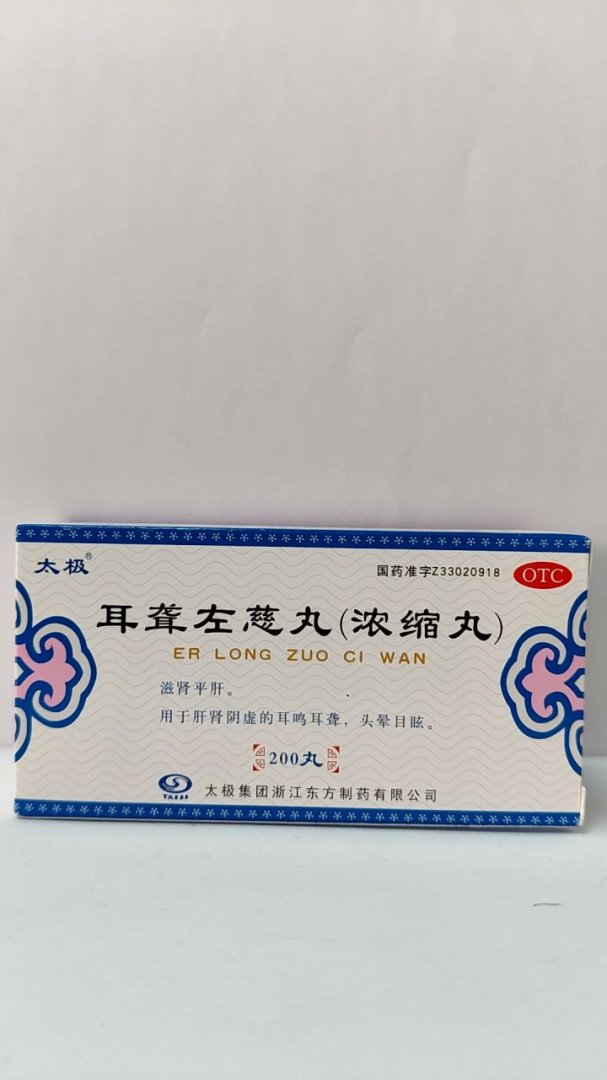 太极®
国药准字Z33020918
OTC
耳聋左慈丸(浓缩丸)
ER LONG ZUO CI WAN
滋肾平肝。
用于肝肾阴虚的耳鸣耳聋，头晕目眩。
200丸
TAIJI
太极集团浙江东方制药有限公司